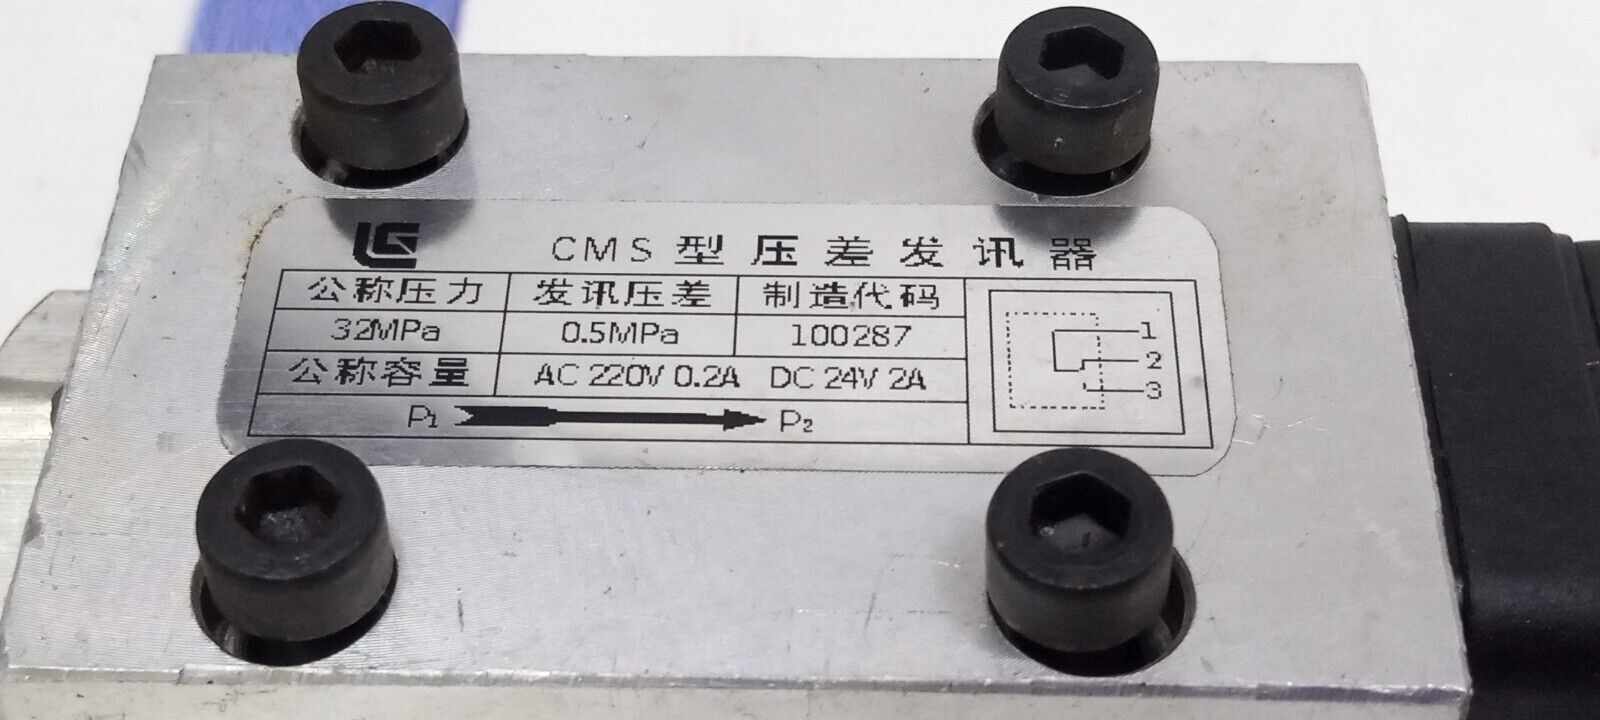 LG CMS型压差发讯器
公称压力 发讯压差 制造代码
32MPa 0.5MPa 100287
公称容量 AC 220V 0.2A DC 24V 2A
P1 P2
1
2
3